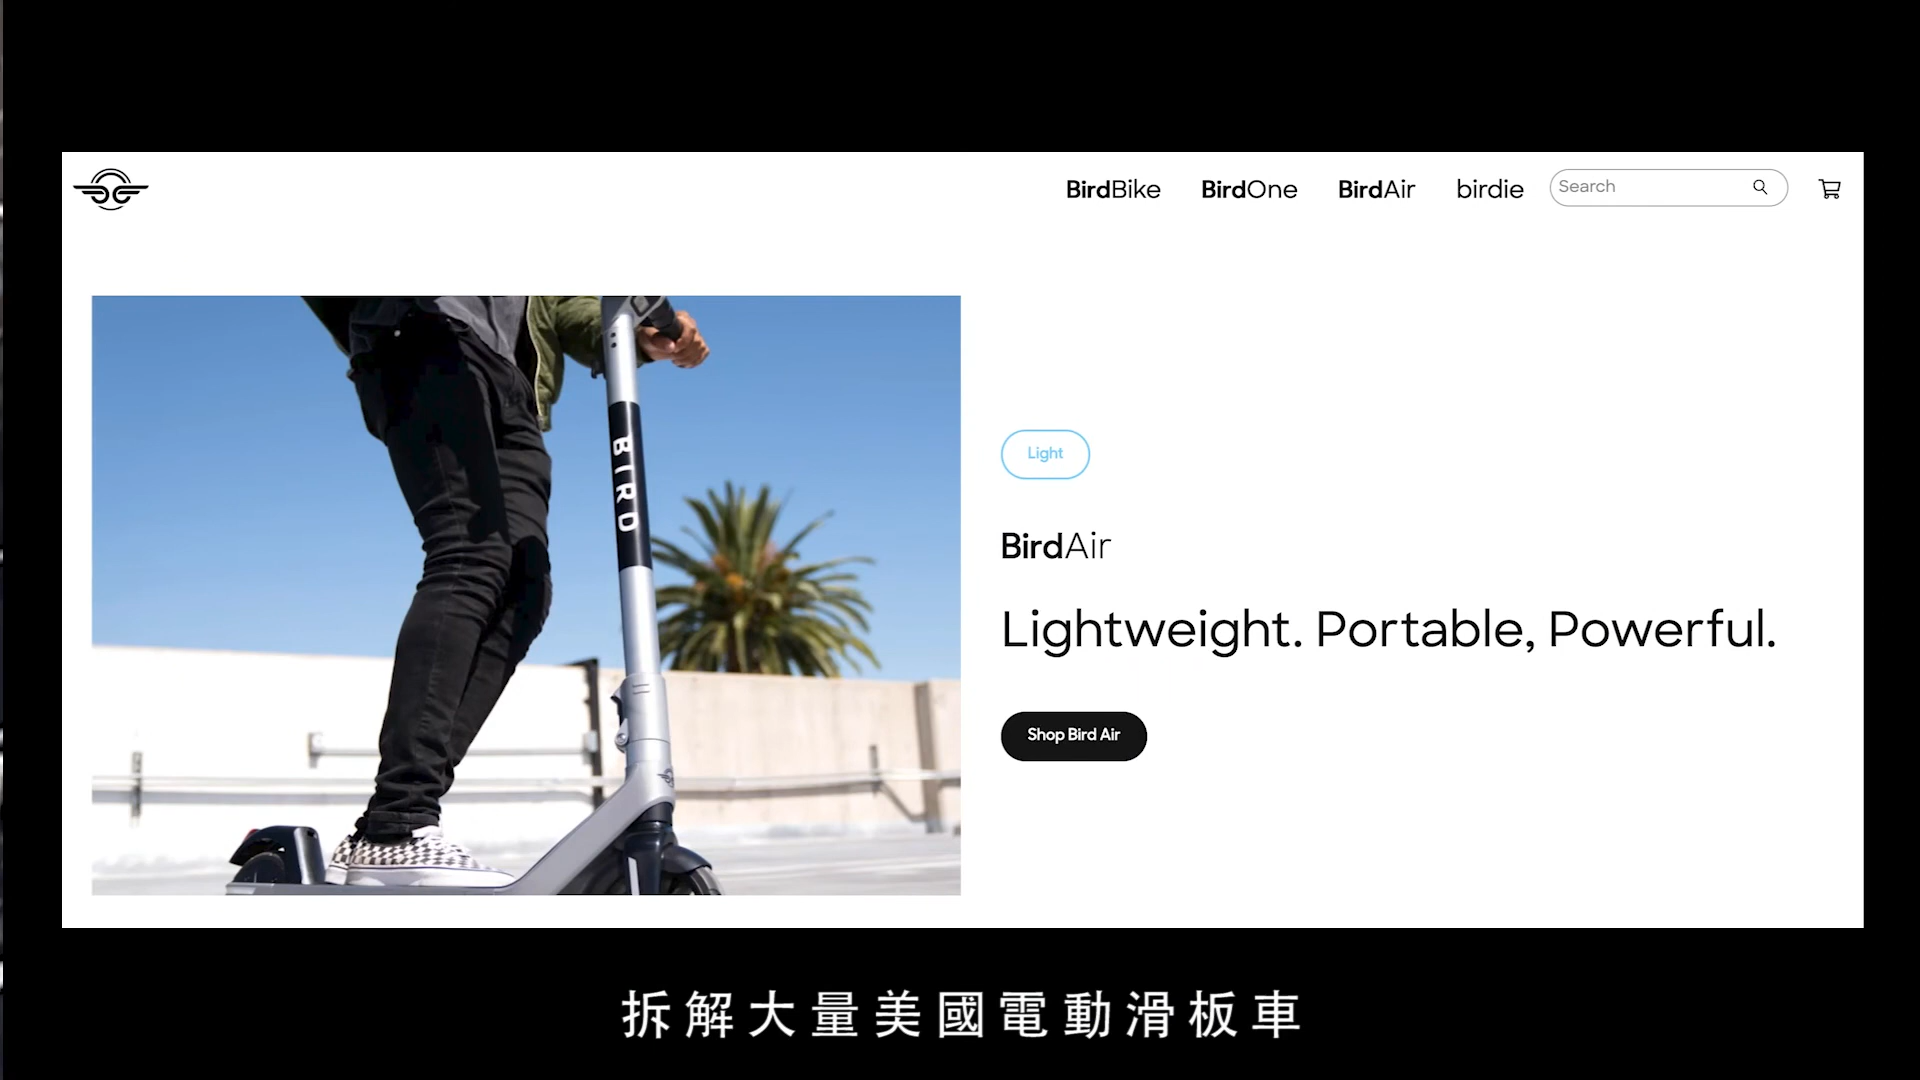 BirdBike BirdOne BirdAir birdie Search
BIRD
Light
BirdAir
Lightweight. Portable, Powerful.
Shop Bird Air
拆解大量美國電動滑板車